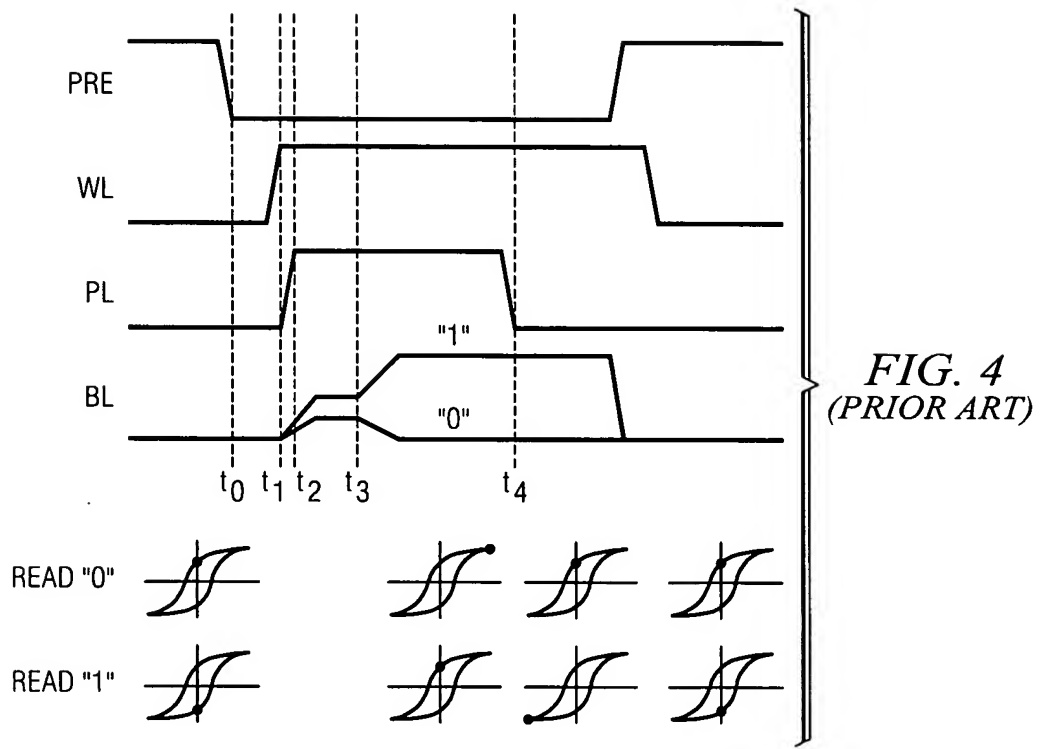 PRE
WL
PL
"1"
BL
"0"
t0 t1 t2 t3 t4
FIG. 4
(PRIOR ART)
READ "0"
READ "1"